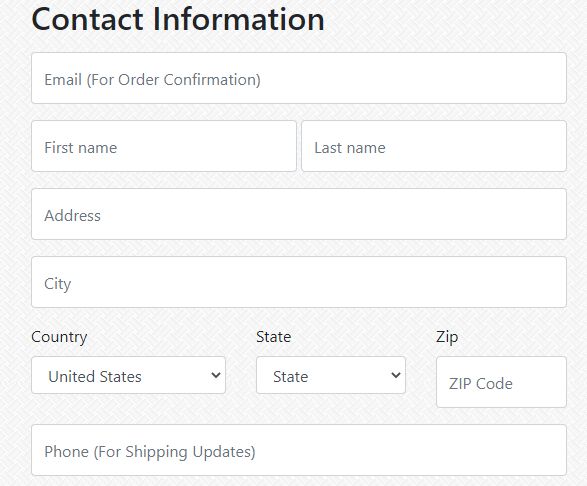 Contact Information
Email (For Order Confirmation)
First name Last name
Address
City
Country State Zip
United States State ZIP Code
Phone (For Shipping Updates)